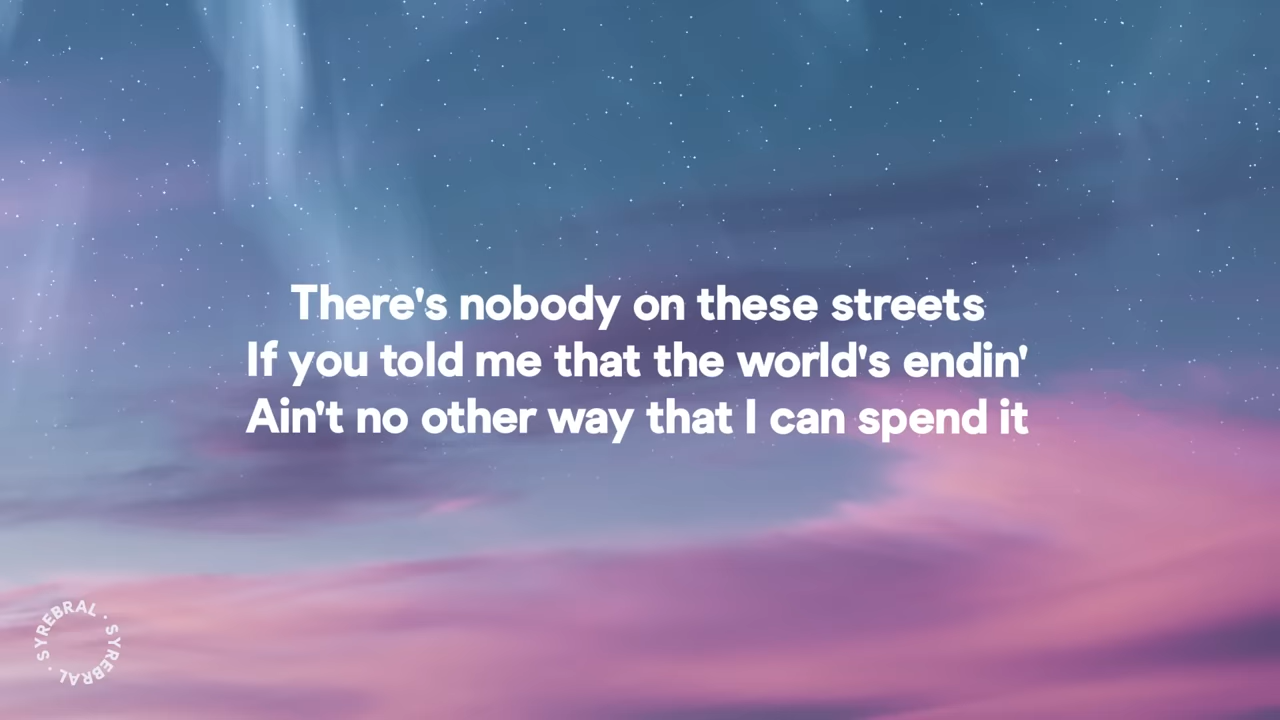 There's nobody on these streets
If you told me that the world's endin'
Ain't no other way that I can spend it
SYREBRAL · SYREBRAL ·